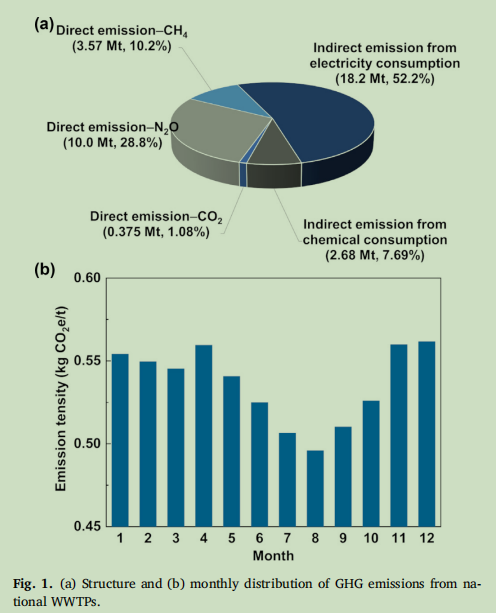 (a)
Direct emission–CH4
(3.57 Mt, 10.2%)
Indirect emission from
electricity consumption
(18.2 Mt, 52.2%)
Direct emission–N2O
(10.0 Mt, 28.8%)
Direct emission–CO2
(0.375 Mt, 1.08%)
Indirect emission from
chemical consumption
(2.68 Mt, 7.69%)
(b)
0.60
0.55
0.50
0.45
Emission tensity (kg CO2e/t)
1 2 3 4 5 6 7 8 9 10 11 12
Month
Fig. 1. (a) Structure and (b) monthly distribution of GHG emissions from na-
tional WWTPs.